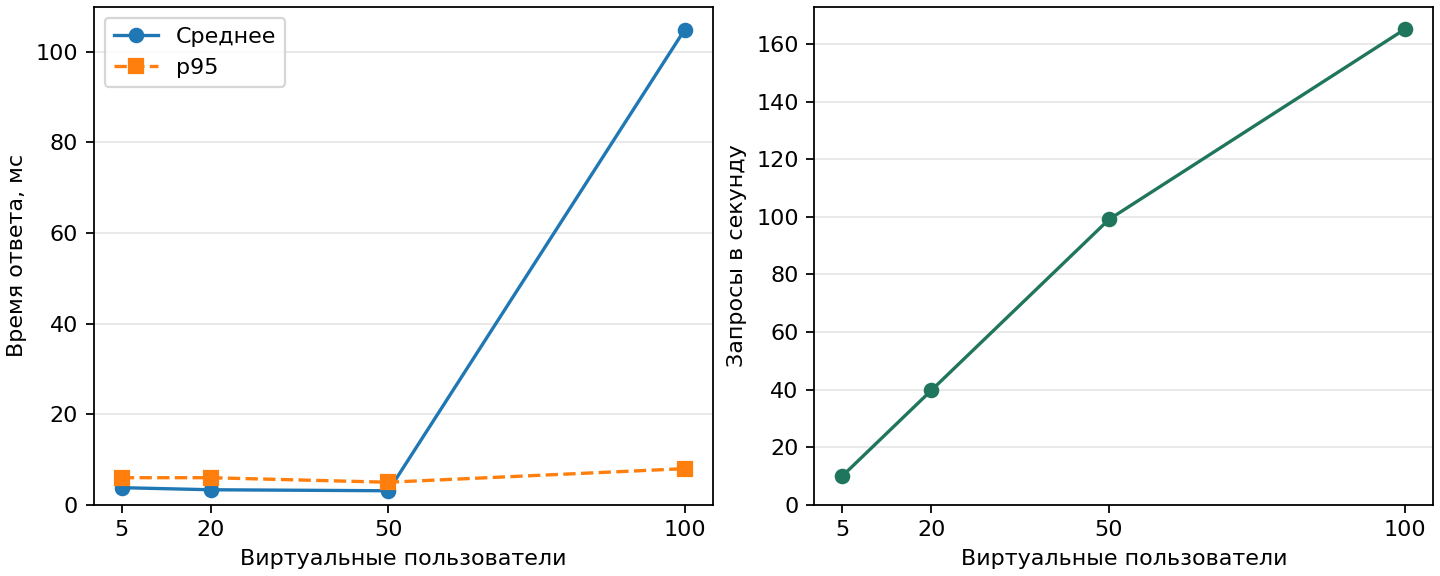 Среднее
p95
Время ответа, мс
100
80
60
40
20
0
5 20 50 100
Виртуальные пользователи
Запросы в секунду
160
140
120
100
80
60
40
20
0
5 20 50 100
Виртуальные пользователи